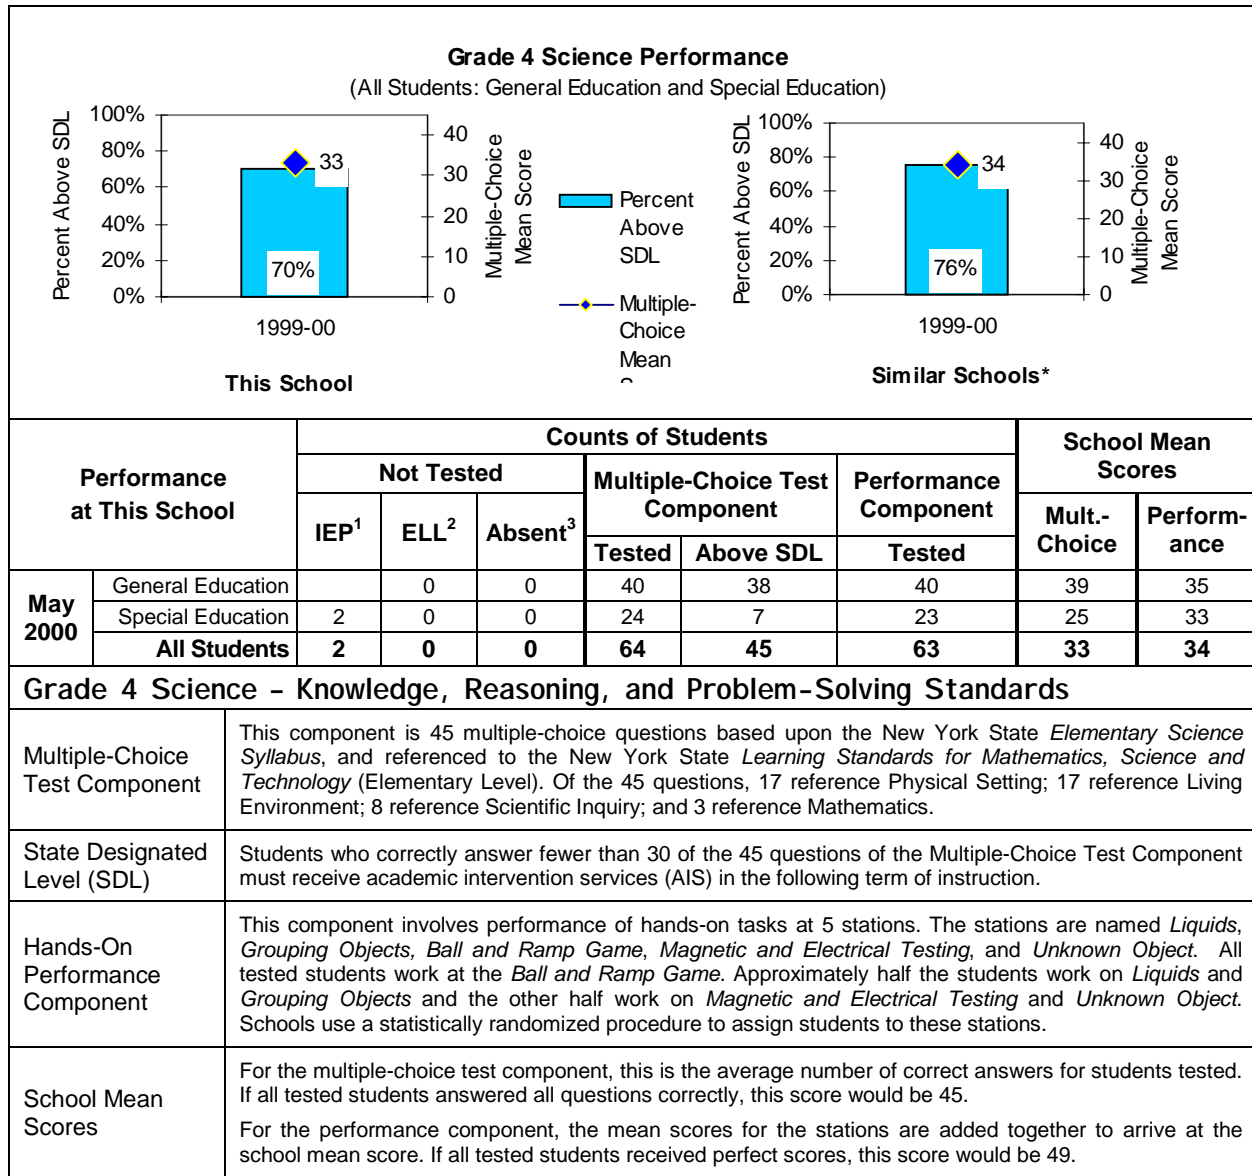 Grade 4 Science Performance
(All Students: General Education and Special Education)
Percent Above SDL
100%
80%
60%
40%
20%
0%
33
70%
40
30
20
10
0
Multiple-Choice
Mean Score
1999-00
This School
Percent
Above
SDL
Multiple-
Choice
Mean
Percent Above SDL
100%
80%
60%
40%
20%
0%
34
76%
40
30
20
10
0
Multiple-Choice
Mean Score
1999-00
Similar Schools*
Performance
at This School
Counts of Students
School Mean
Scores
Not Tested
Multiple-Choice Test
Component
Performance
Component
IEP1 ELL2 Absent3
Tested Above SDL Tested
Mult.-
Choice
Perform-
ance
May
2000
General Education 0 0 40 38 40 39 35
Special Education 2 0 0 24 7 23 25 33
All Students 2 0 0 64 45 63 33 34
Grade 4 Science – Knowledge, Reasoning, and Problem-Solving Standards
Multiple-Choice
Test Component
This component is 45 multiple-choice questions based upon the New York State Elementary Science
Syllabus, and referenced to the New York State Learning Standards for Mathematics, Science and
Technology (Elementary Level). Of the 45 questions, 17 reference Physical Setting; 17 reference Living
Environment; 8 reference Scientific Inquiry; and 3 reference Mathematics.
State Designated
Level (SDL)
Students who correctly answer fewer than 30 of the 45 questions of the Multiple-Choice Test Component
must receive academic intervention services (AIS) in the following term of instruction.
Hands-On
Performance
Component
This component involves performance of hands-on tasks at 5 stations. The stations are named Liquids,
Grouping Objects, Ball and Ramp Game, Magnetic and Electrical Testing, and Unknown Object. All
tested students work at the Ball and Ramp Game. Approximately half the students work on Liquids and
Grouping Objects and the other half work on Magnetic and Electrical Testing and Unknown Object.
Schools use a statistically randomized procedure to assign students to these stations.
School Mean
Scores
For the multiple-choice test component, this is the average number of correct answers for students tested.
If all tested students answered all questions correctly, this score would be 45.
For the performance component, the mean scores for the stations are added together to arrive at the
school mean score. If all tested students received perfect scores, this score would be 49.